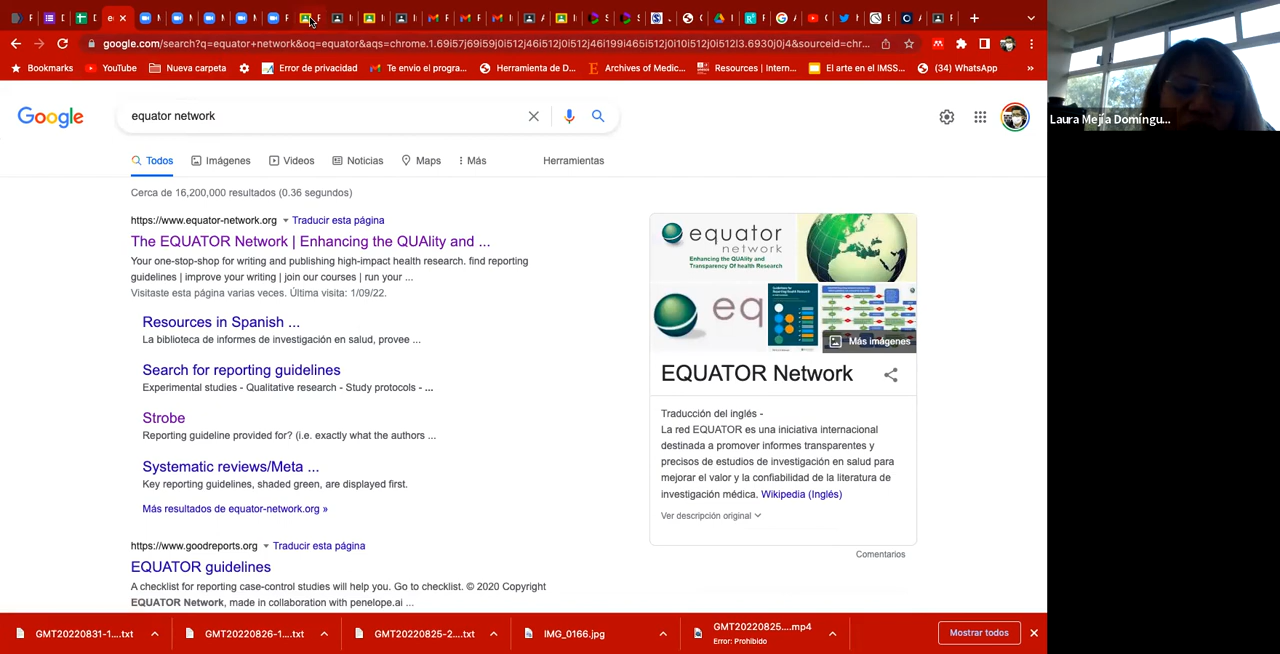 google.com/search?q=equator+network&oq=equator&aqs=chrome.1.69i57j69i59j0i512j46i512j0i512j46i199i465i512j0i10i512j0i512l3.6930j0j4&sourceid=chr...
Bookmarks YouTube Nueva carpeta Error de privacidad Te envio el progra... Herramienta de D... Archives of Medic... Resources | Intern... El arte en el IMSS... (34) WhatsApp »
Laura Mejía Domíngu...
Google equator network
Todos Imágenes Videos Noticias Maps Más Herramientas
Cerca de 16,200,000 resultados (0.36 segundos)
https://www.equator-network.org Traducir esta página
The EQUATOR Network | Enhancing the QUAlity and ...
Your one-stop-shop for writing and publishing high-impact health research. find reporting
guidelines | improve your writing | join our courses | run your ...
Visitaste esta página varias veces. Última visita: 1/09/22.
Resources in Spanish ...
La biblioteca de informes de investigación en salud, provee ...
Search for reporting guidelines
Experimental studies - Qualitative research - Study protocols - ...
Strobe
Reporting guideline provided for? (i.e. exactly what the authors ...
Systematic reviews/Meta ...
Key reporting guidelines, shaded green, are displayed first.
Más resultados de equator-network.org »
https://www.goodreports.org Traducir esta página
EQUATOR guidelines
A checklist for reporting case-control studies will help you. Go to checklist. © 2020 Copyright
EQUATOR Network, made in collaboration with penelope.ai ...
equator
network
Enhancing the QUAlity and
Transparency Of health Research
eq
Más imágenes
EQUATOR Network
Traducción del inglés -
La red EQUATOR es una iniciativa internacional
destinada a promover informes transparentes y
precisos de estudios de investigación en salud para
mejorar el valor y la confiabilidad de la literatura de
investigación médica. Wikipedia (Inglés)
Ver descripción original
Comentarios
GMT20220831-1....txt GMT20220826-1....txt GMT20220825-2....txt IMG_0166.jpg GMT20220825....mp4
Error: Prohibido
Mostrar todos